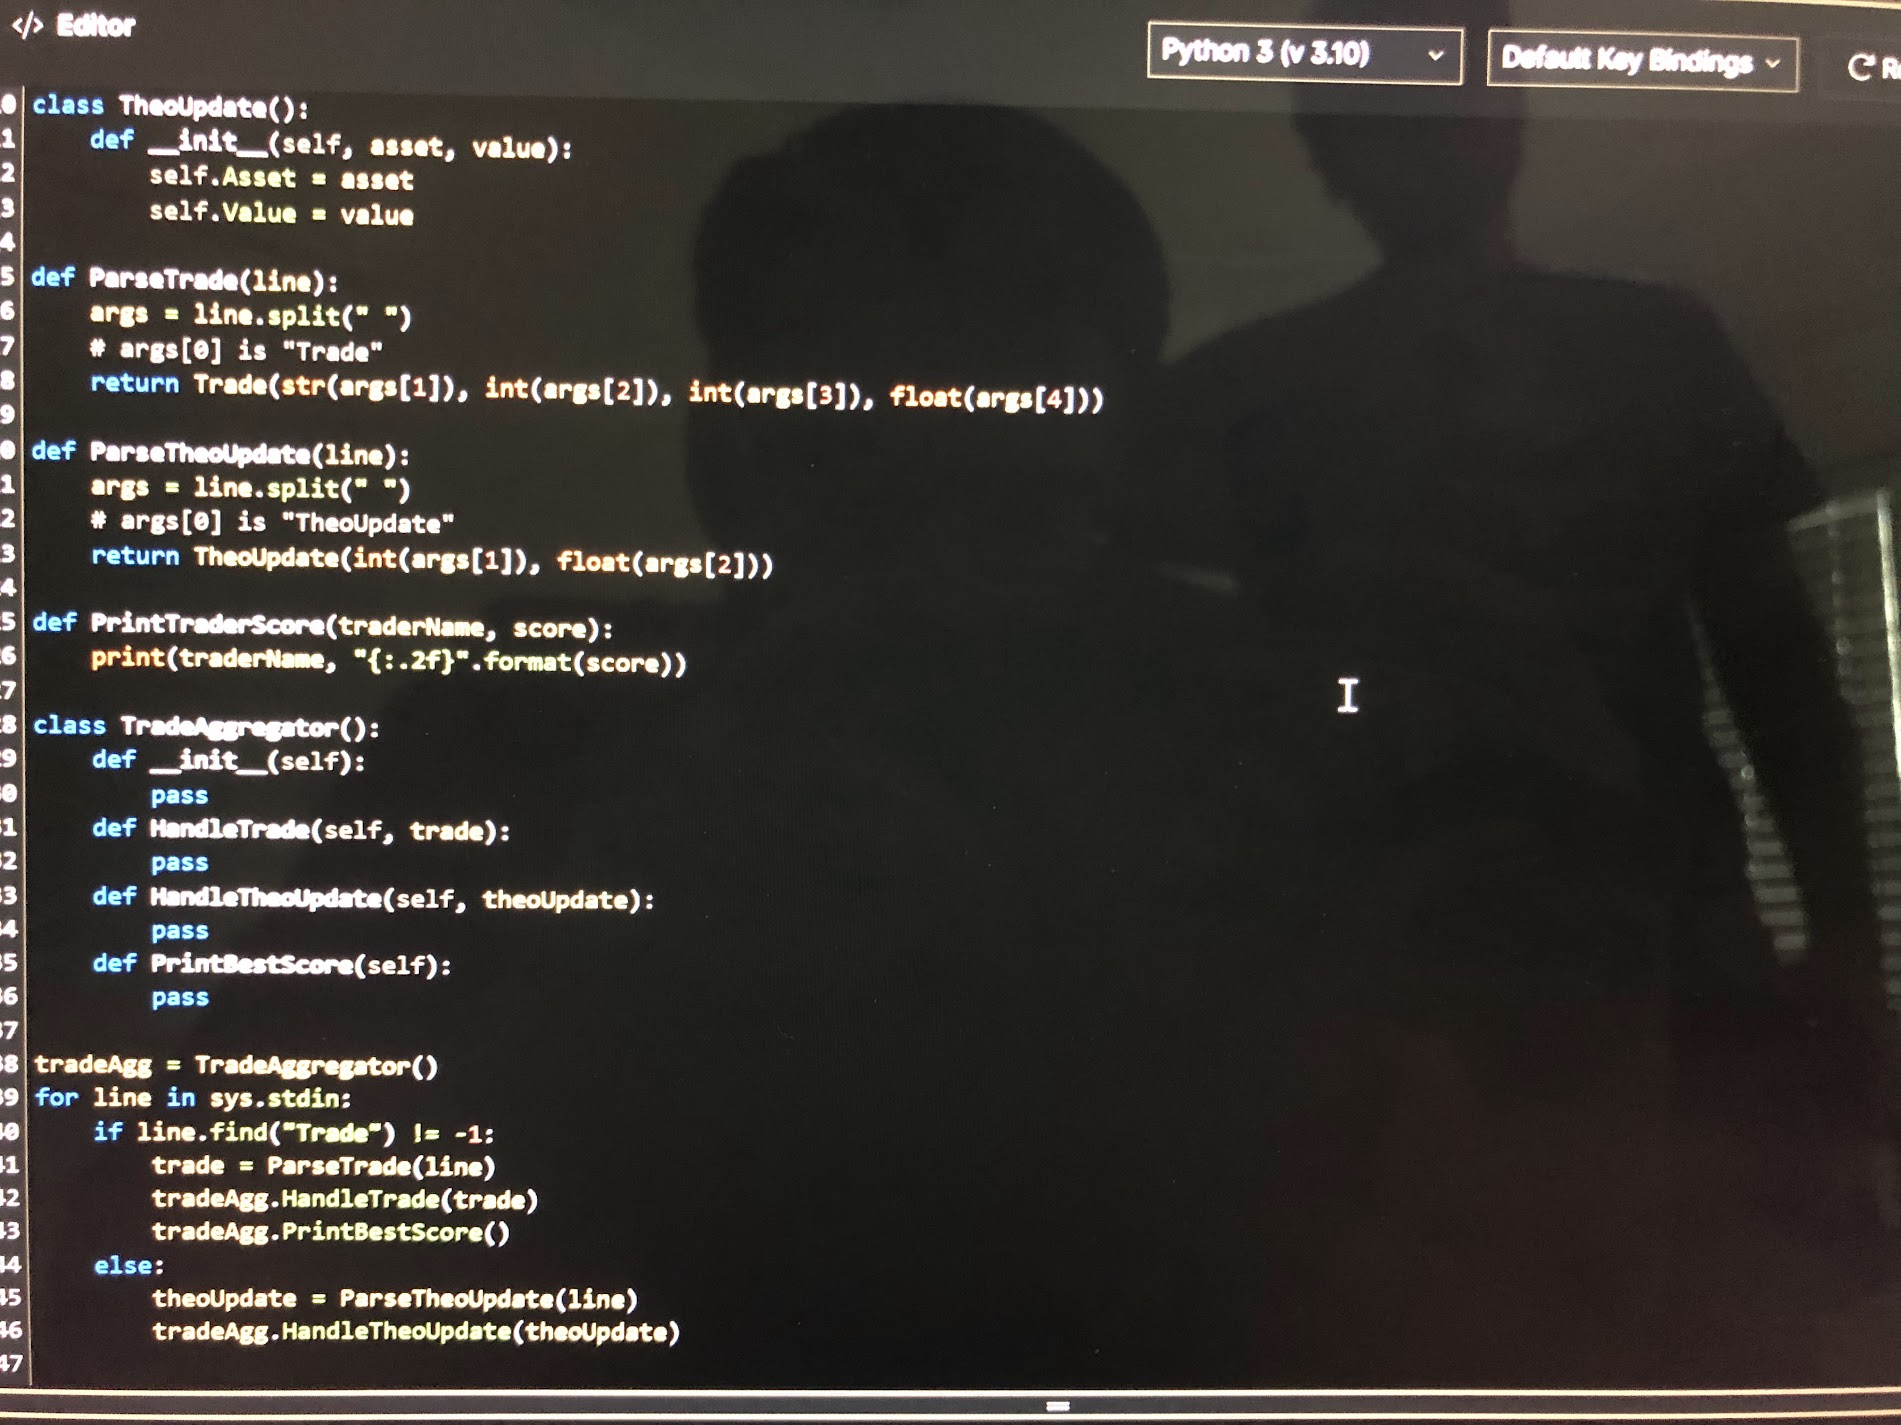 </> Editor
Python 3 (v 3.10)
Default Key Bindings
0 class TheoUpdate():
1     def __init__(self, asset, value):
2         self.Asset = asset
3         self.Value = value
4
5 def ParseTrade(line):
6     args = line.split(" ")
7     # args[0] is "Trade"
8     return Trade(str(args[1]), int(args[2]), int(args[3]), float(args[4]))
9
0 def ParseTheoUpdate(line):
1     args = line.split(" ")
2     # args[0] is "TheoUpdate"
3     return TheoUpdate(int(args[1]), float(args[2]))
4
5 def PrintTraderScore(traderName, score):
6     print(traderName, "{:.2f}".format(score))
7
8 class TradeAggregator():
9     def __init__(self):
0         pass
1     def HandleTrade(self, trade):
2         pass
3     def HandleTheoUpdate(self, theoUpdate):
4         pass
5     def PrintBestScore(self):
6         pass
7
8 tradeAgg = TradeAggregator()
9 for line in sys.stdin:
0     if line.find("Trade") != -1:
1         trade = ParseTrade(line)
2         tradeAgg.HandleTrade(trade)
3         tradeAgg.PrintBestScore()
44     else:
45         theoUpdate = ParseTheoUpdate(line)
46         tradeAgg.HandleTheoUpdate(theoUpdate)
47